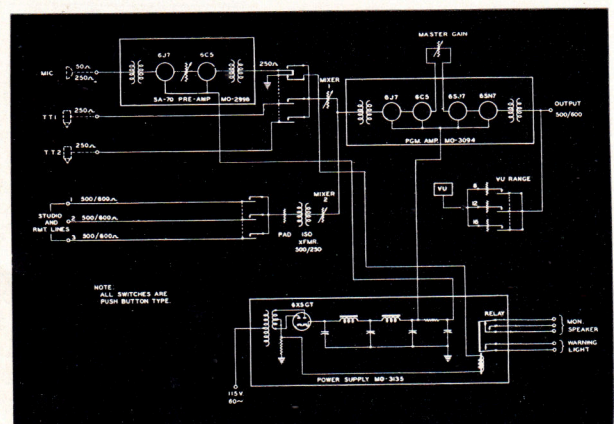 MASTER GAIN
6J7 6C5
MIC
50Ω
250Ω
250Ω
SA-70 PRE-AMP MO-2998
MIXER
1
6J7 6C5 6SJ7 6SN7
OUTPUT
500/600
PGM. AMP. MO-3094
TT1
250Ω
TT2
250Ω
VU RANGE
VU
8
12
16
MIXER
2
STUDIO
AND
RMT. LINES
1 500/600Ω
2 500/600Ω
3 500/600Ω
PAD
ISO
XFMR.
500/250
NOTE.
ALL SWITCHES ARE
PUSH BUTTON TYPE.
6X5GT
RELAY
MON.
SPEAKER
WARNING
LIGHT
115V
60~
POWER SUPPLY MO-3135